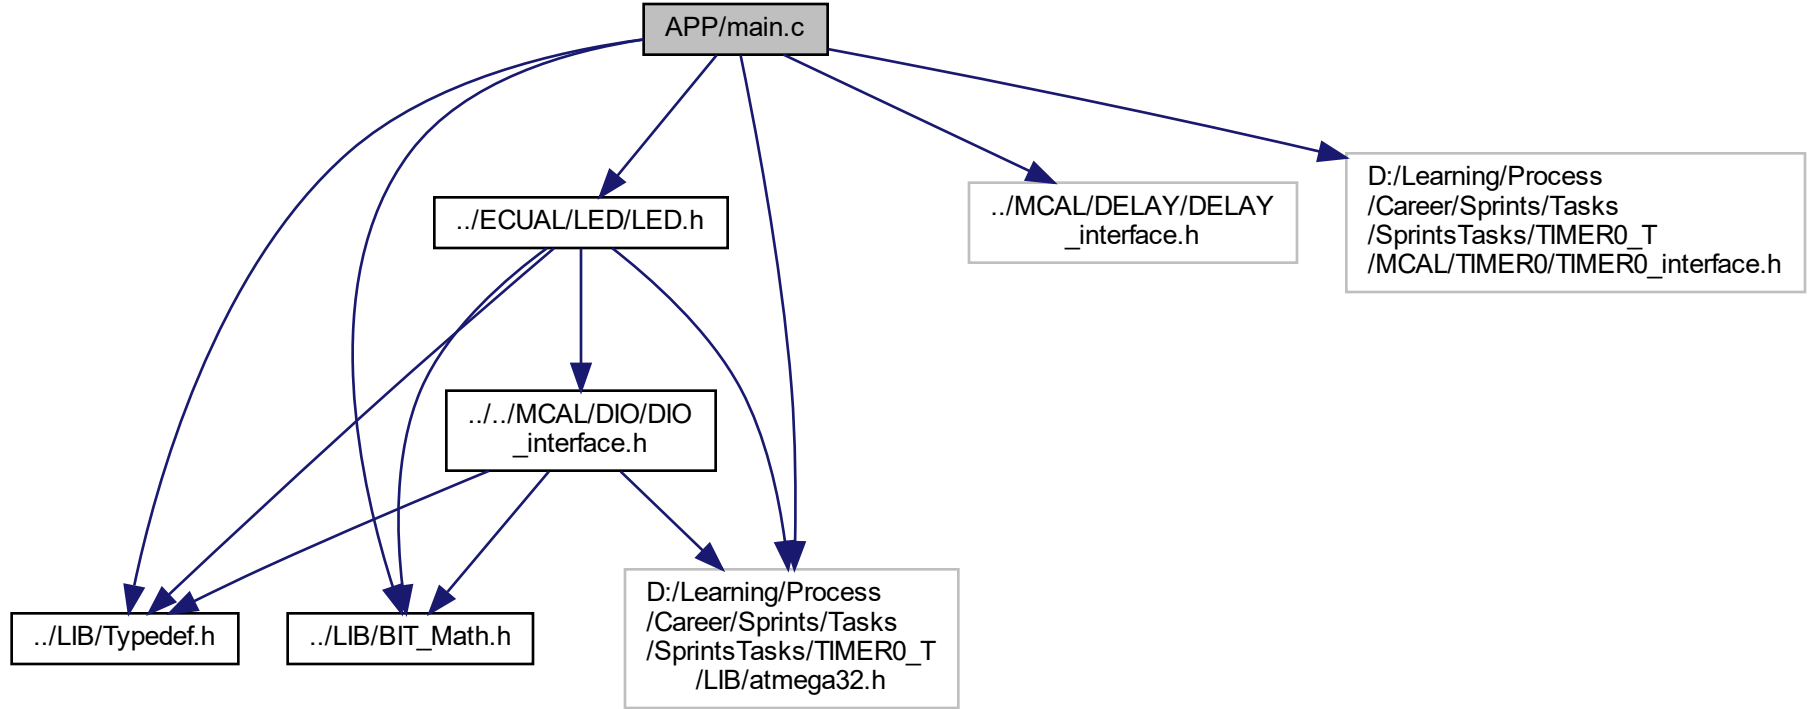 APP/main.c
../ECUAL/LED/LED.h
../MCAL/DELAY/DELAY
_interface.h
D:/Learning/Process
/Career/Sprints/Tasks
/SprintsTasks/TIMER0_T
/MCAL/TIMER0/TIMER0_interface.h
../../MCAL/DIO/DIO
_interface.h
../LIB/Typedef.h
../LIB/BIT_Math.h
D:/Learning/Process
/Career/Sprints/Tasks
/SprintsTasks/TIMER0_T
/LIB/atmega32.h